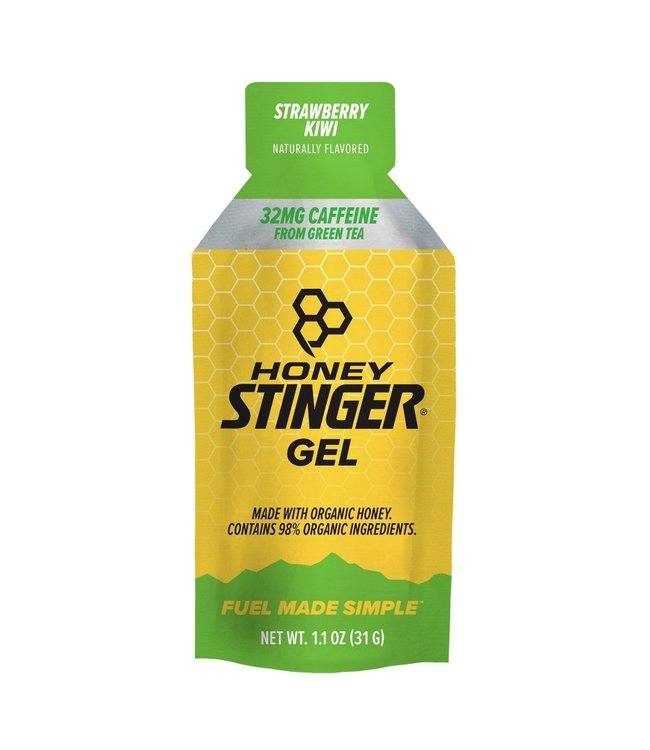 STRAWBERRY
KIWI
NATURALLY FLAVORED
32MG CAFFEINE
FROM GREEN TEA
HONEY
STINGER®
GEL
MADE WITH ORGANIC HONEY.
CONTAINS 98% ORGANIC INGREDIENTS.
FUEL MADE SIMPLE™
NET WT. 1.1 OZ (31 G)